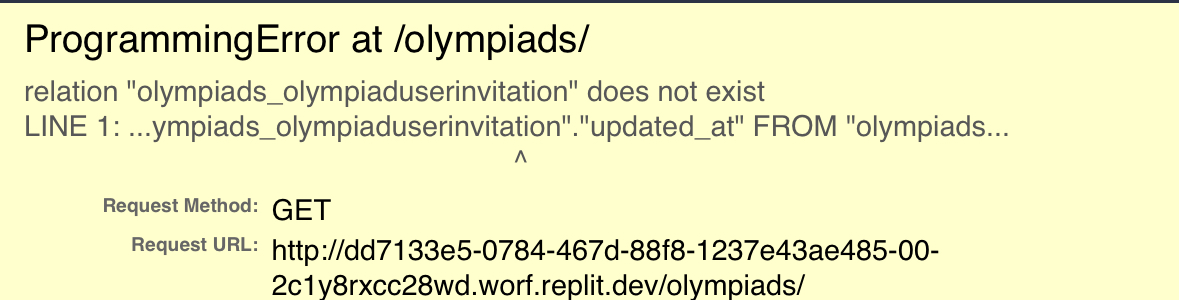 ProgrammingError at /olympiads/
relation "olympiads_olympiaduserinvitation" does not exist
LINE 1: ...ympiads_olympiaduserinvitation"."updated_at" FROM "olympiads...
^
Request Method: GET
Request URL: http://dd7133e5-0784-467d-88f8-1237e43ae485-00-
2c1y8rxcc28wd.worf.replit.dev/olympiads/